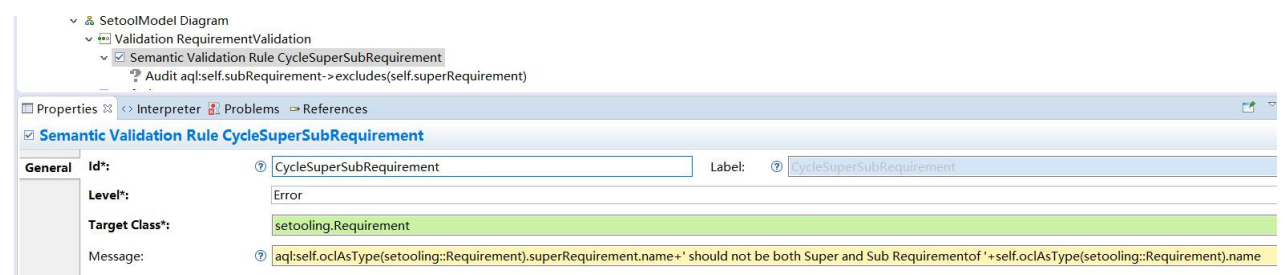 SetoolModel Diagram
Validation RequirementValidation
Semantic Validation Rule CycleSuperSubRequirement
Audit aql:self.subRequirement->excludes(self.superRequirement)
Properties Interpreter Problems References
Semantic Validation Rule CycleSuperSubRequirement
General Id*: CycleSuperSubRequirement Label: CycleSuperSubRequirement
Level*: Error
Target Class*: setooling.Requirement
Message: aql:self.oclAsType(setooling::Requirement).superRequirement.name+' should not be both Super and Sub Requirementof '+self.oclAsType(setooling::Requirement).name